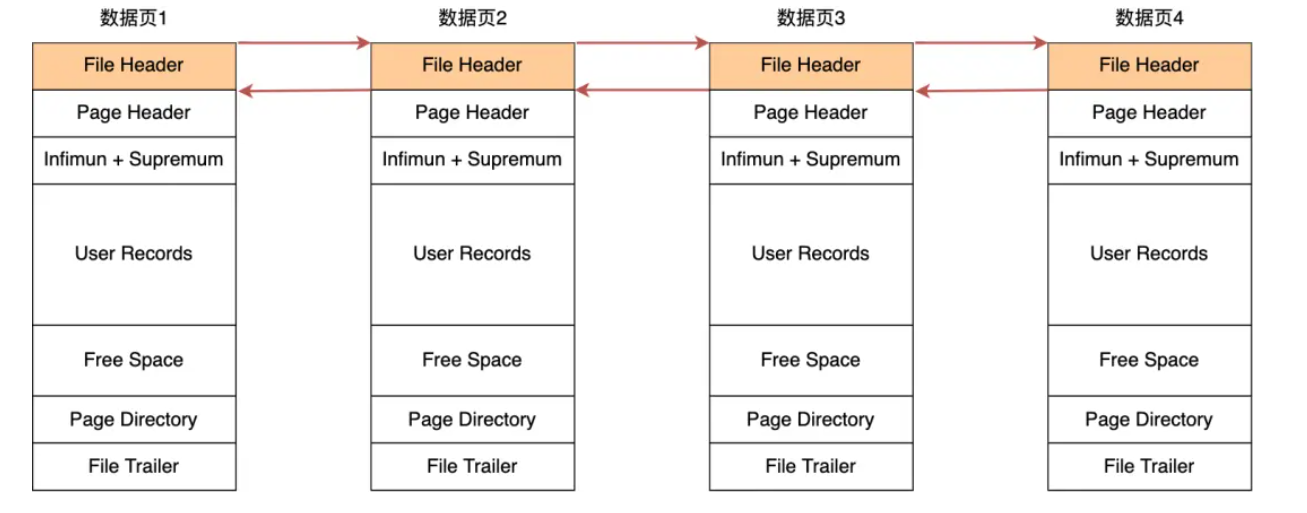 数据页1
数据页2
数据页3
数据页4
File Header
File Header
File Header
File Header
Page Header
Page Header
Page Header
Page Header
Infimun + Supremum
Infimun + Supremum
Infimun + Supremum
Infimun + Supremum
User Records
User Records
User Records
User Records
Free Space
Free Space
Free Space
Free Space
Page Directory
Page Directory
Page Directory
Page Directory
File Trailer
File Trailer
File Trailer
File Trailer